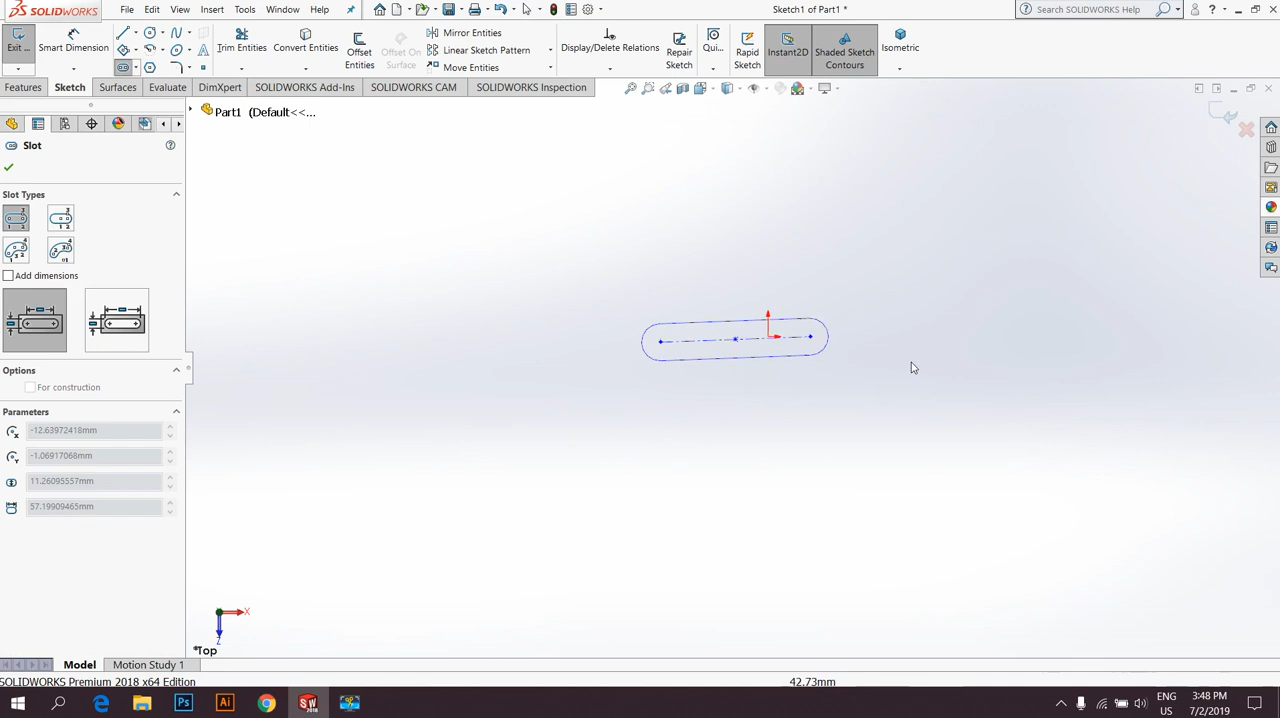 SOLIDWORKS File Edit View Insert Tools Window Help Sketch1 of Part1 * SOLIDWORKS Help
Exit ... Smart Dimension Trim Entities Convert Entities Offset Entities Offset On Surface Mirror Entities Display/Delete Relations Repair Sketch Qui... Rapid Sketch Instant2D Shaded Sketch Contours Isometric
Linear Sketch Pattern
Move Entities
Features Sketch Surfaces Evaluate DimXpert SOLIDWORKS Add-Ins SOLIDWORKS CAM SOLIDWORKS Inspection
Part1 (Default<<...
Slot
Slot Types
Add dimensions
Options
For construction
Parameters
-12.63972418mm
-1.06917068mm
11.26095557mm
57.19909465mm
X
Z
*Top
Model Motion Study 1
SOLIDWORKS Premium 2018 x64 Edition 42.73mm
ENG 3:48 PM
US 7/2/2019